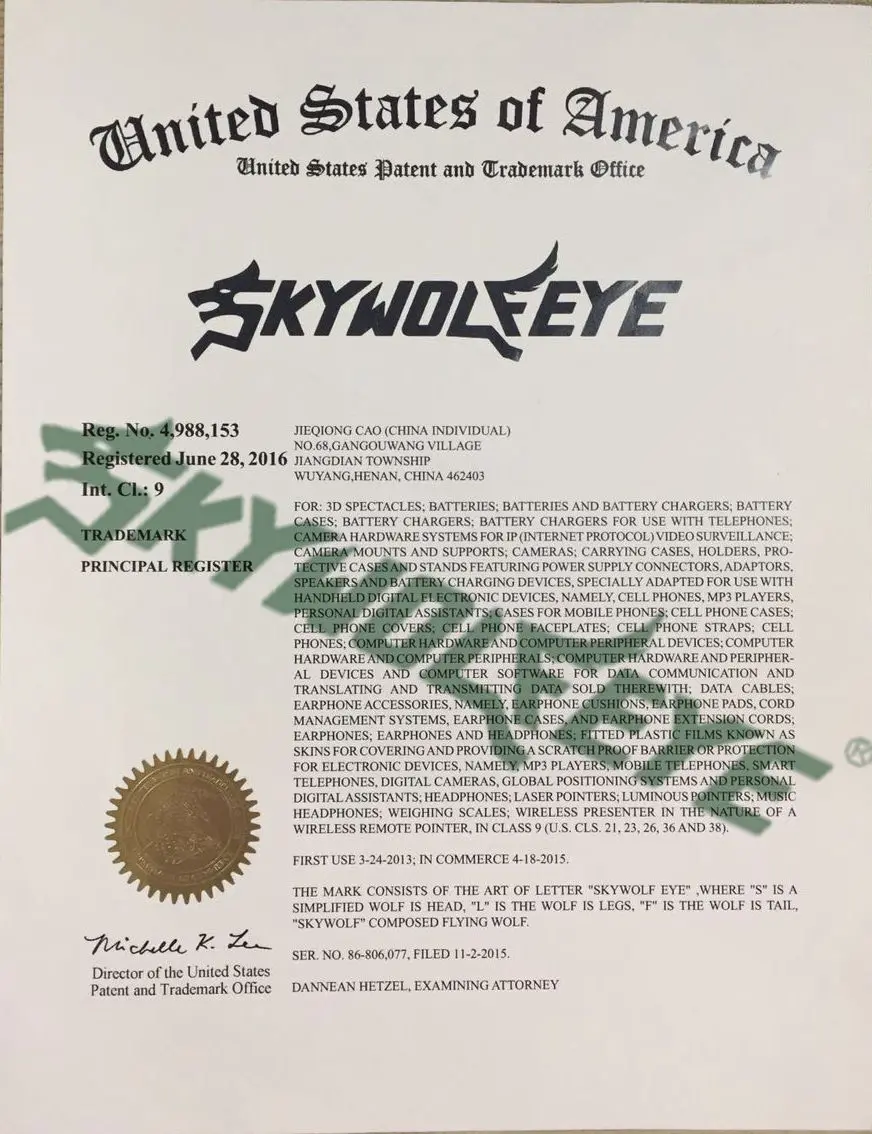 United States of America
United States Patent and Trademark Office
SKYWOLFEYE
Reg. No. 4,988,153
Registered June 28, 2016
Int. Cl.: 9
TRADEMARK
PRINCIPAL REGISTER
JIEQIONG CAO (CHINA INDIVIDUAL)
NO.68,GANGOUWANG VILLAGE
JIANGDIAN TOWNSHIP
WUYANG,HENAN, CHINA 462403
FOR: 3D SPECTACLES; BATTERIES; BATTERIES AND BATTERY CHARGERS; BATTERY
CASES; BATTERY CHARGERS; BATTERY CHARGERS FOR USE WITH TELEPHONES;
CAMERA HARDWARE SYSTEMS FOR IP (INTERNET PROTOCOL) VIDEO SURVEILLANCE;
CAMERA MOUNTS AND SUPPORTS; CAMERAS; CARRYING CASES, HOLDERS, PRO-
TECTIVE CASES AND STANDS FEATURING POWER SUPPLY CONNECTORS, ADAPTORS,
SPEAKERS AND BATTERY CHARGING DEVICES, SPECIALLY ADAPTED FOR USE WITH
HANDHELD DIGITAL ELECTRONIC DEVICES, NAMELY, CELL PHONES, MP3 PLAYERS,
PERSONAL DIGITAL ASSISTANTS; CASES FOR MOBILE PHONES; CELL PHONE CASES;
CELL PHONE COVERS; CELL PHONE FACEPLATES; CELL PHONE STRAPS; CELL
PHONES; COMPUTER HARDWARE AND COMPUTER PERIPHERAL DEVICES; COMPUTER
HARDWARE AND COMPUTER PERIPHERALS; COMPUTER HARDWARE AND PERIPHER-
AL DEVICES AND COMPUTER SOFTWARE FOR DATA COMMUNICATION AND
TRANSLATING AND TRANSMITTING DATA SOLD THEREWITH; DATA CABLES;
EARPHONE ACCESSORIES, NAMELY, EARPHONE CUSHIONS, EARPHONE PADS, CORD
MANAGEMENT SYSTEMS, EARPHONE CASES, AND EARPHONE EXTENSION CORDS;
EARPHONES; EARPHONES AND HEADPHONES; FITTED PLASTIC FILMS KNOWN AS
SKINS FOR COVERING AND PROVIDING A SCRATCH PROOF BARRIER OR PROTECTION
FOR ELECTRONIC DEVICES, NAMELY, MP3 PLAYERS, MOBILE TELEPHONES, SMART
TELEPHONES, DIGITAL CAMERAS, GLOBAL POSITIONING SYSTEMS AND PERSONAL
DIGITAL ASSISTANTS; HEADPHONES; LASER POINTERS; LUMINOUS POINTERS; MUSIC
HEADPHONES; WEIGHING SCALES; WIRELESS PRESENTER IN THE NATURE OF A
WIRELESS REMOTE POINTER, IN CLASS 9 (U.S. CLS. 21, 23, 26, 36 AND 38).
FIRST USE 3-24-2013; IN COMMERCE 4-18-2015.
THE MARK CONSISTS OF THE ART OF LETTER "SKYWOLF EYE" ,WHERE "S" IS A
SIMPLIFIED WOLF IS HEAD, "L" IS THE WOLF IS LEGS, "F" IS THE WOLF IS TAIL,
"SKYWOLF" COMPOSED FLYING WOLF.
SER. NO. 86-806,077, FILED 11-2-2015.
DANNEAN HETZEL, EXAMINING ATTORNEY
Michelle K. Lee
Director of the United States
Patent and Trademark Office
SKYWOLFEYE ®